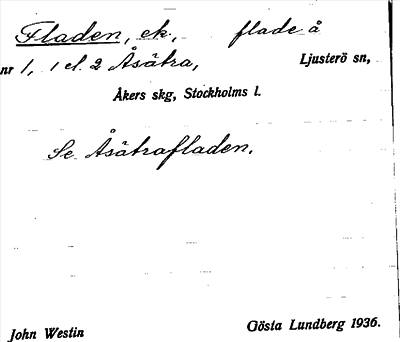 Fladen, ek, flade å
nr 1, 1 el. 2 Åsätra, Ljusterö sn,
Åkers skg, Stockholms l.
Se Åsätrafladen.
John Westin Gösta Lundberg 1936.